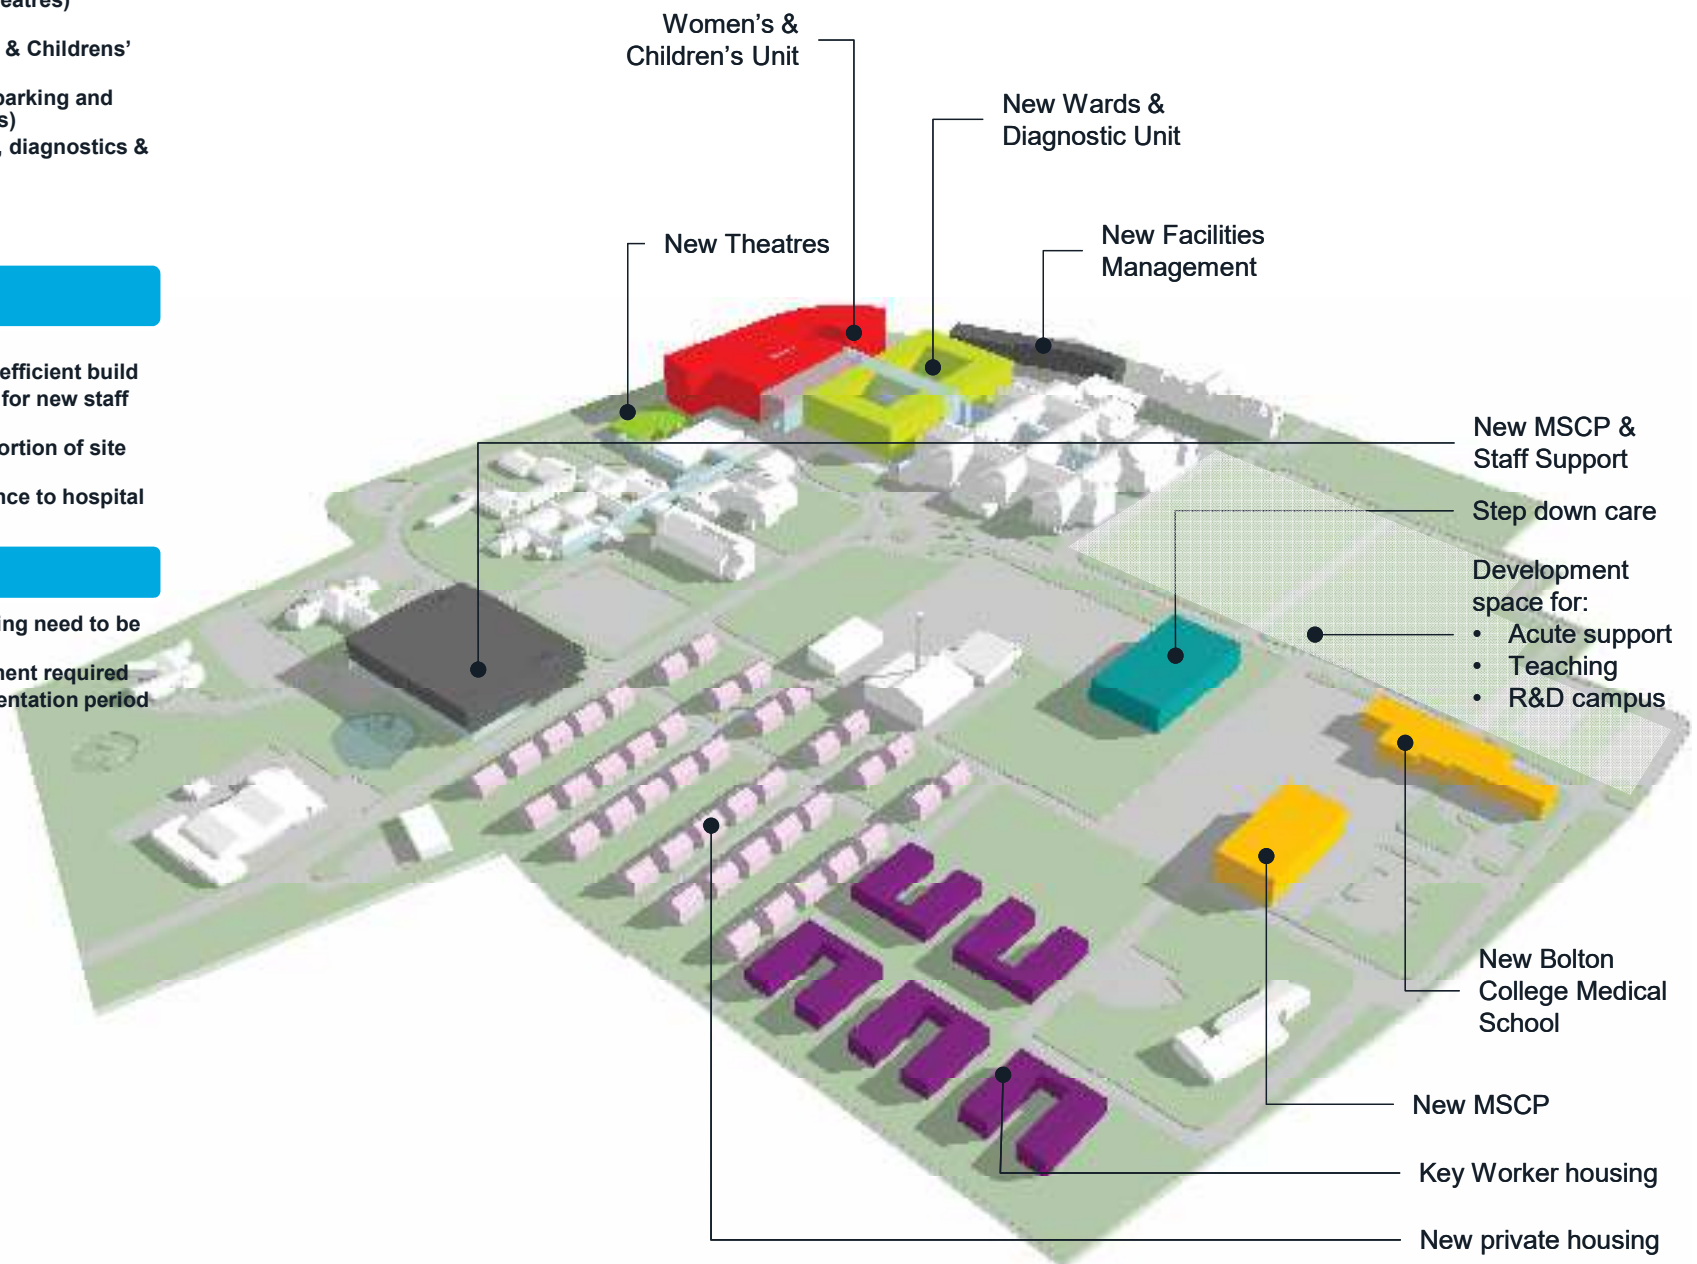 eatres)
& Childrens’
parking and
s)
, diagnostics &
efficient build
for new staff
ortion of site
nce to hospital
ing need to be
nent required
entation period
Women’s &
Children’s Unit
New Wards &
Diagnostic Unit
New Theatres
New Facilities
Management
New MSCP &
Staff Support
Step down care
Development
space for:
• Acute support
• Teaching
• R&D campus
New Bolton
College Medical
School
New MSCP
Key Worker housing
New private housing